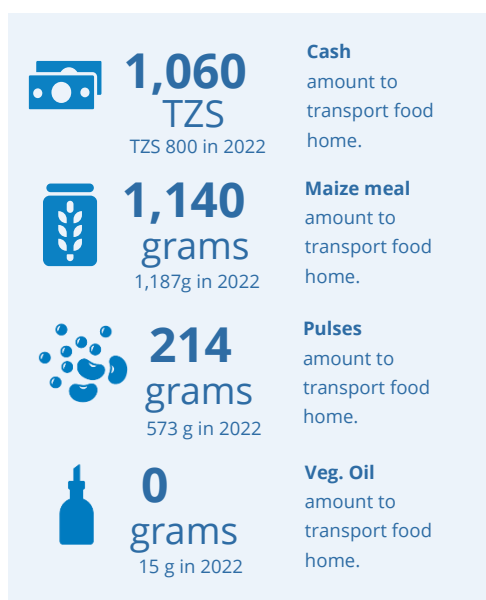 1,060
TZS
TZS 800 in 2022
Cash
amount to
transport food
home.
1,140
grams
1,187g in 2022
Maize meal
amount to
transport food
home.
214
grams
573 g in 2022
Pulses
amount to
transport food
home.
0
grams
15 g in 2022
Veg. Oil
amount to
transport food
home.